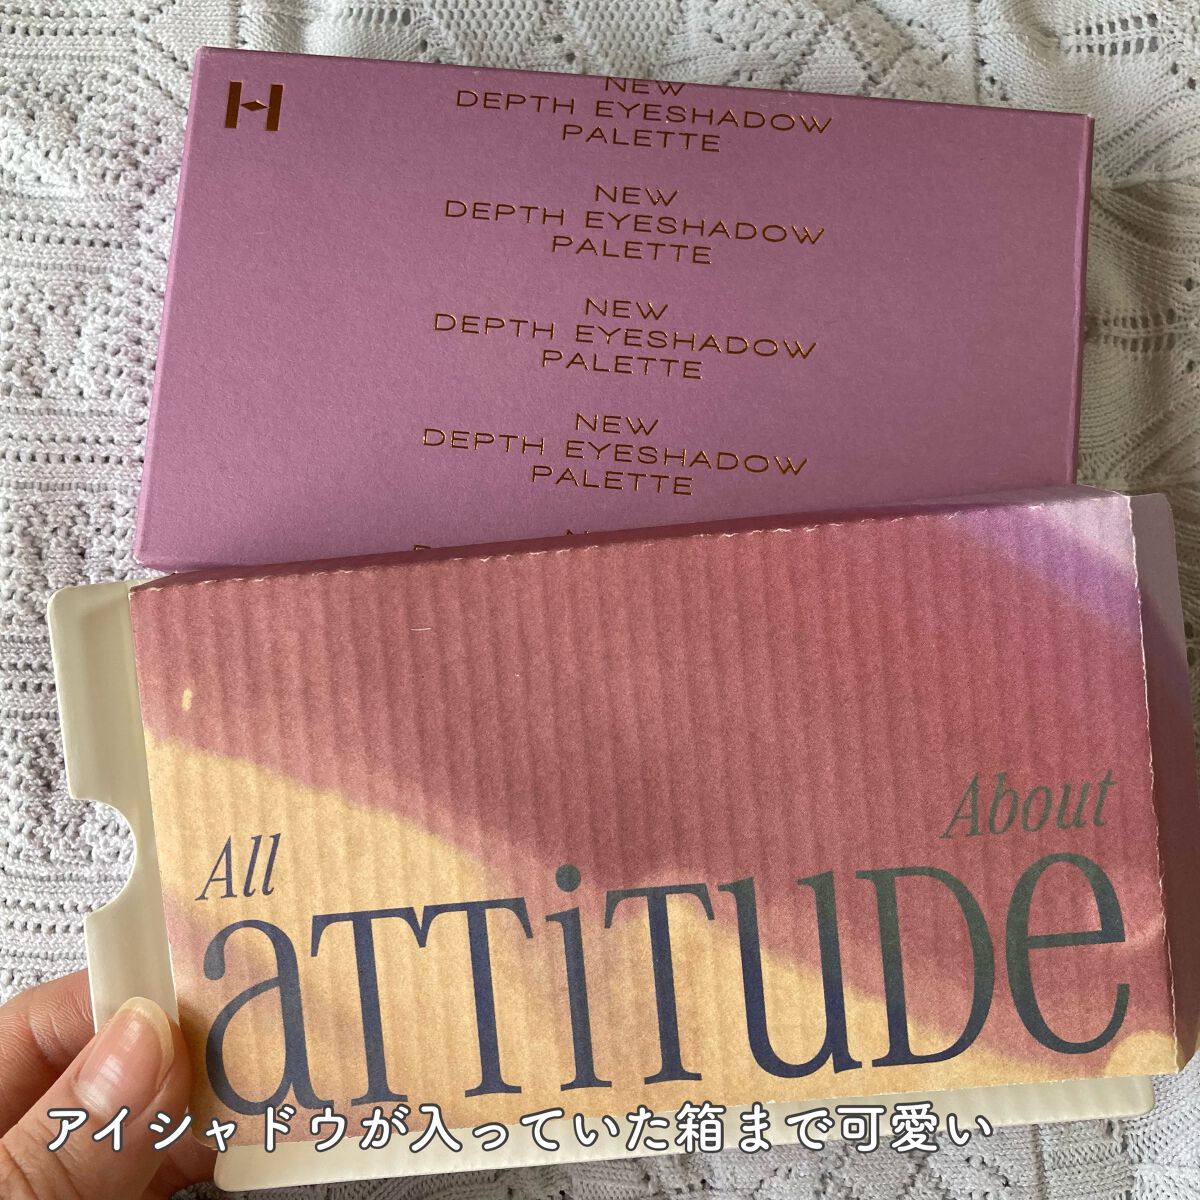 H
NEW
DEPTH EYESHADOW
PALETTE
NEW
DEPTH EYESHADOW
PALETTE
NEW
DEPTH EYESHADOW
PALETTE
NEW
DEPTH EYESHADOW
PALETTE
All
About
aTTiTUDe
アイシャドウが入っていた箱まで可愛い